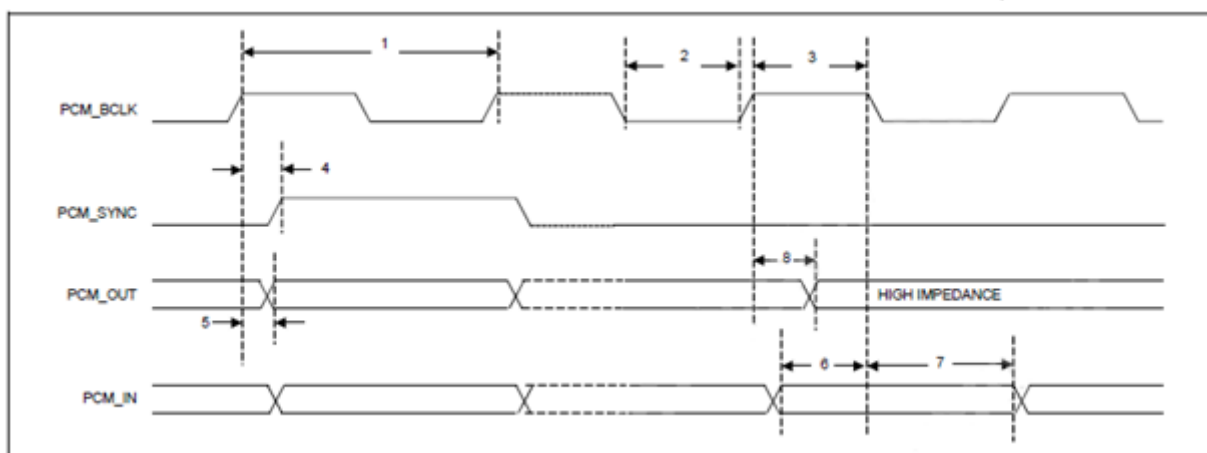 1
2
3
PCM_BCLK
4
PCM_SYNC
8
PCM_OUT
HIGH IMPEDANCE
5
6
7
PCM_IN